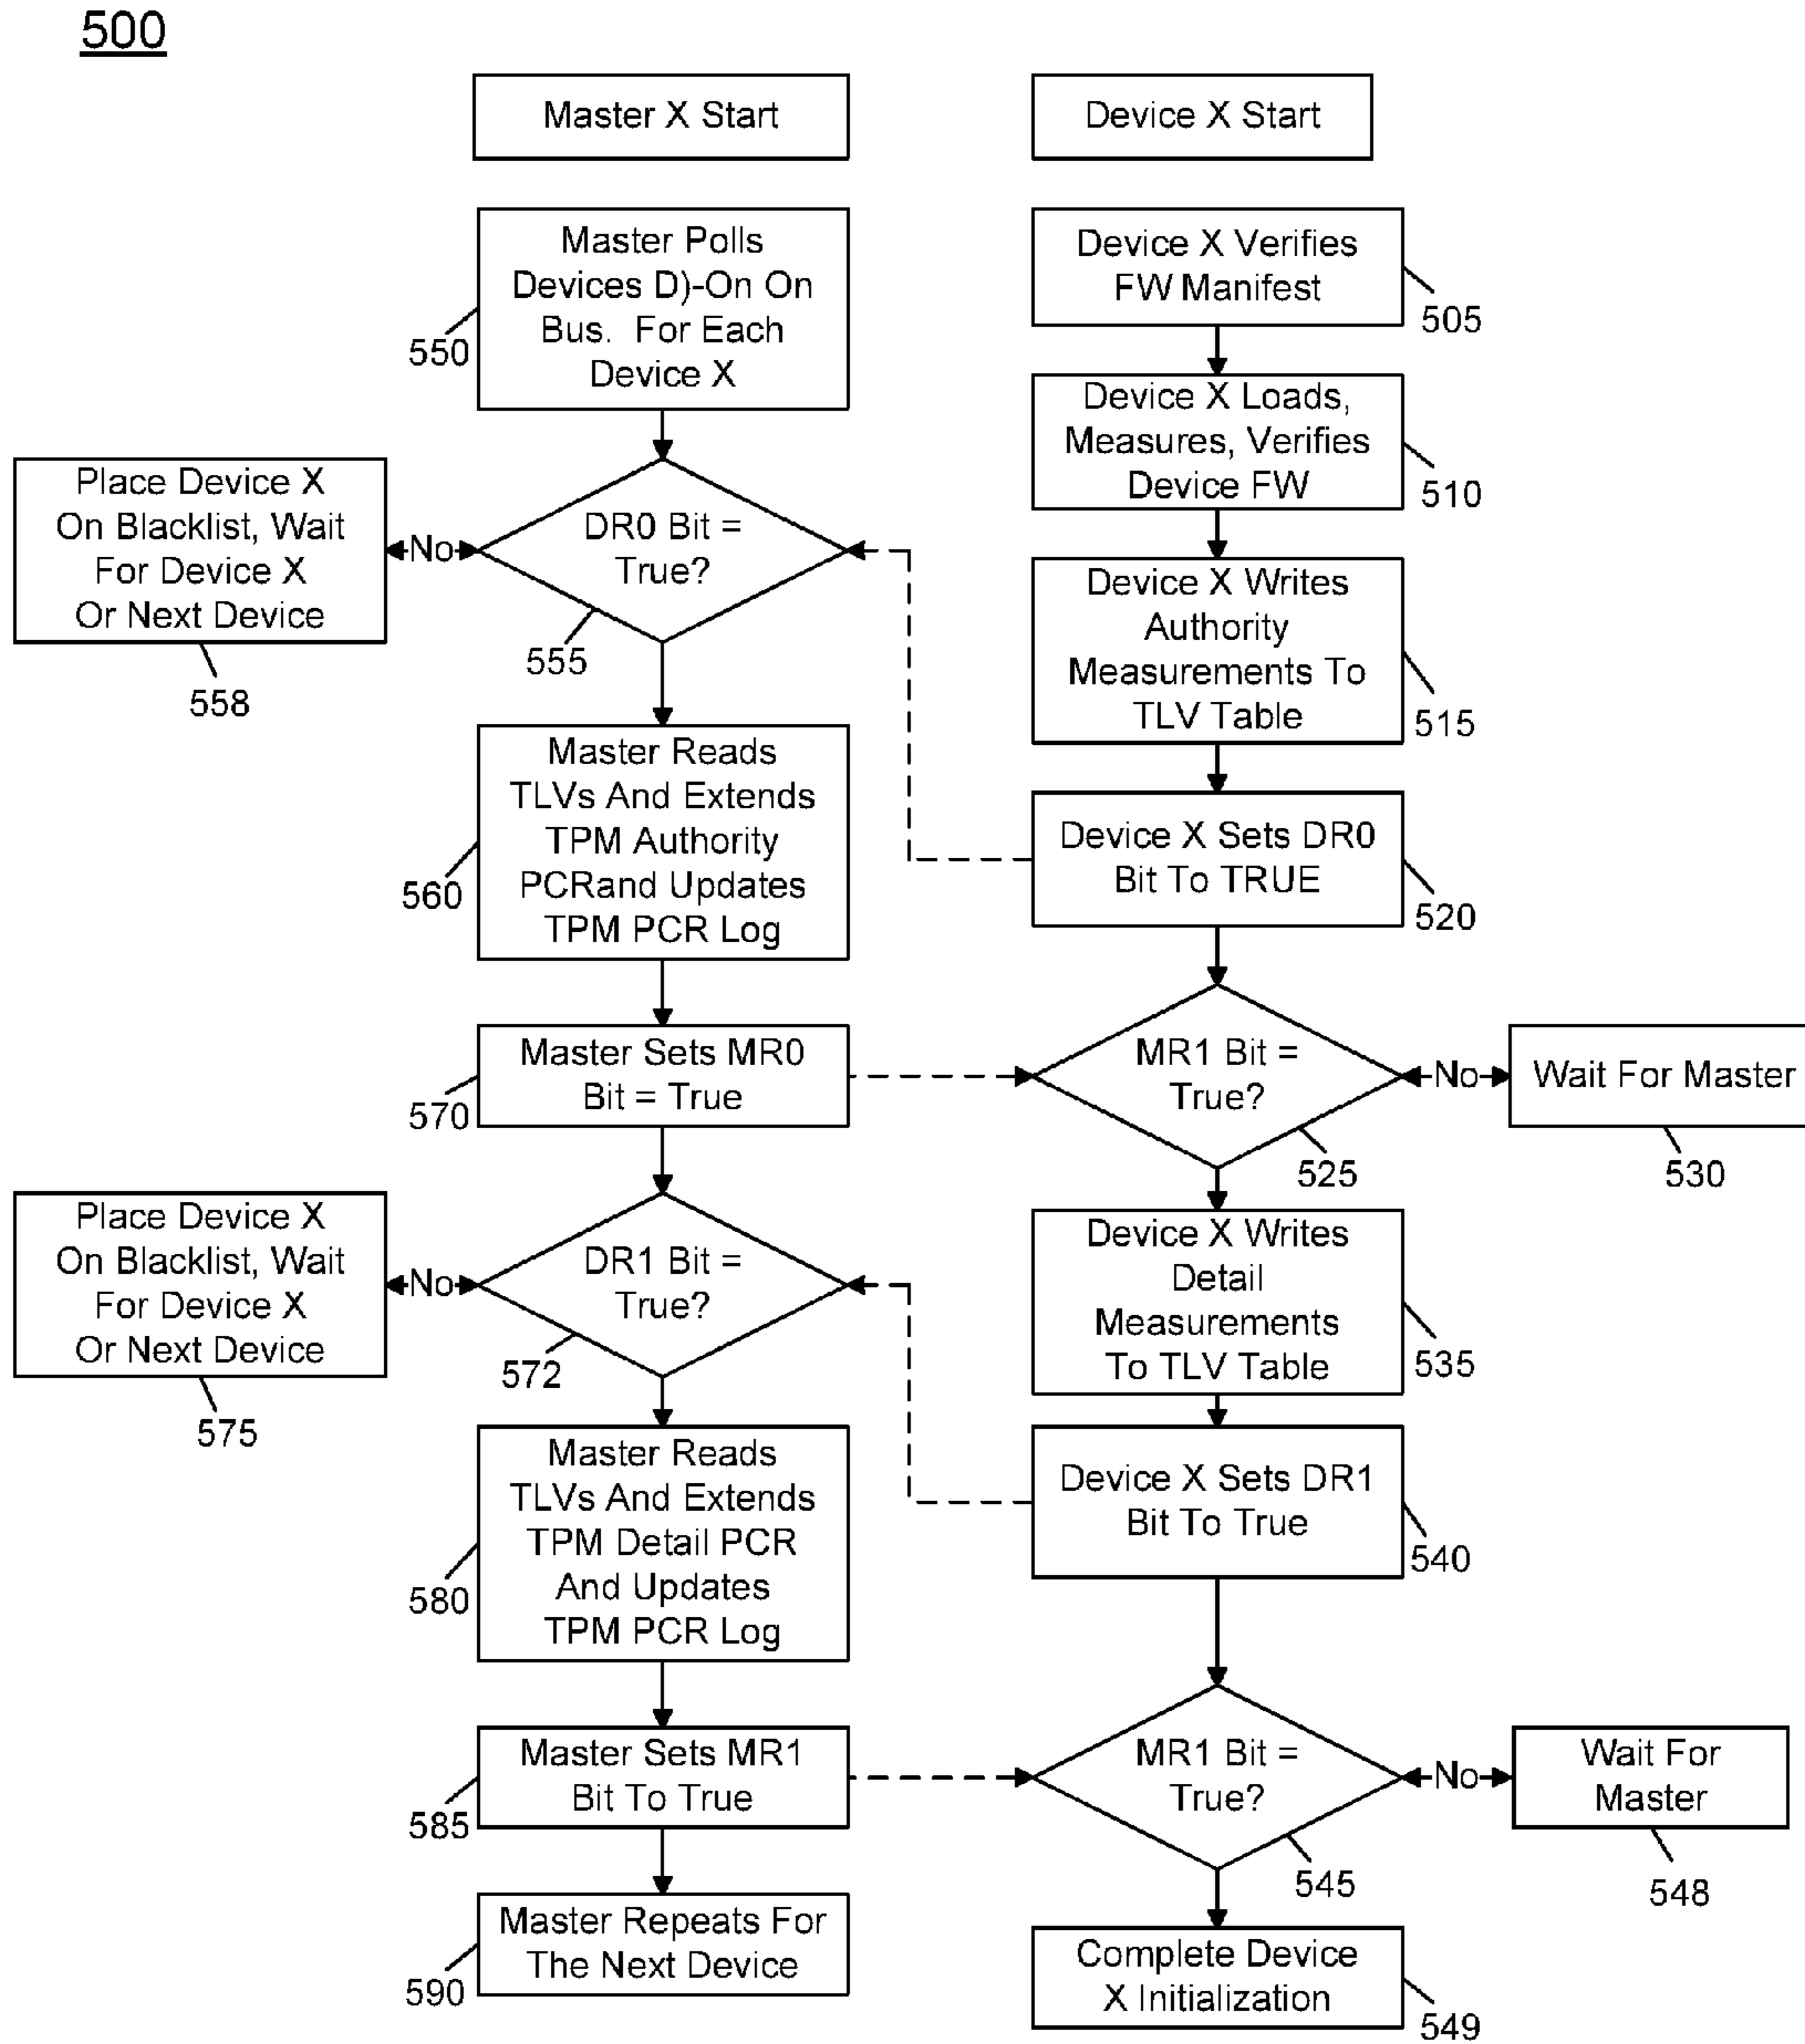 500
Master X Start
Device X Start
Master Polls
Devices D)-On On
Bus. For Each
Device X
550
Device X Verifies
FW Manifest
505
Device X Loads,
Measures, Verifies
Device FW
510
Place Device X
On Blacklist, Wait
For Device X
Or Next Device
558
No
DR0 Bit =
True?
555
Device X Writes
Authority
Measurements To
TLV Table
515
Master Reads
TLVs And Extends
TPM Authority
PCRand Updates
TPM PCR Log
560
Device X Sets DR0
Bit To TRUE
520
Master Sets MR0
Bit = True
570
MR1 Bit =
True?
525
No
Wait For Master
530
Place Device X
On Blacklist, Wait
For Device X
Or Next Device
575
No
DR1 Bit =
True?
572
Device X Writes
Detail
Measurements
To TLV Table
535
Master Reads
TLVs And Extends
TPM Detail PCR
And Updates
TPM PCR Log
580
Device X Sets DR1
Bit To True
540
Master Sets MR1
Bit To True
585
MR1 Bit =
True?
545
No
Wait For
Master
548
Master Repeats For
The Next Device
590
Complete Device
X Initialization
549